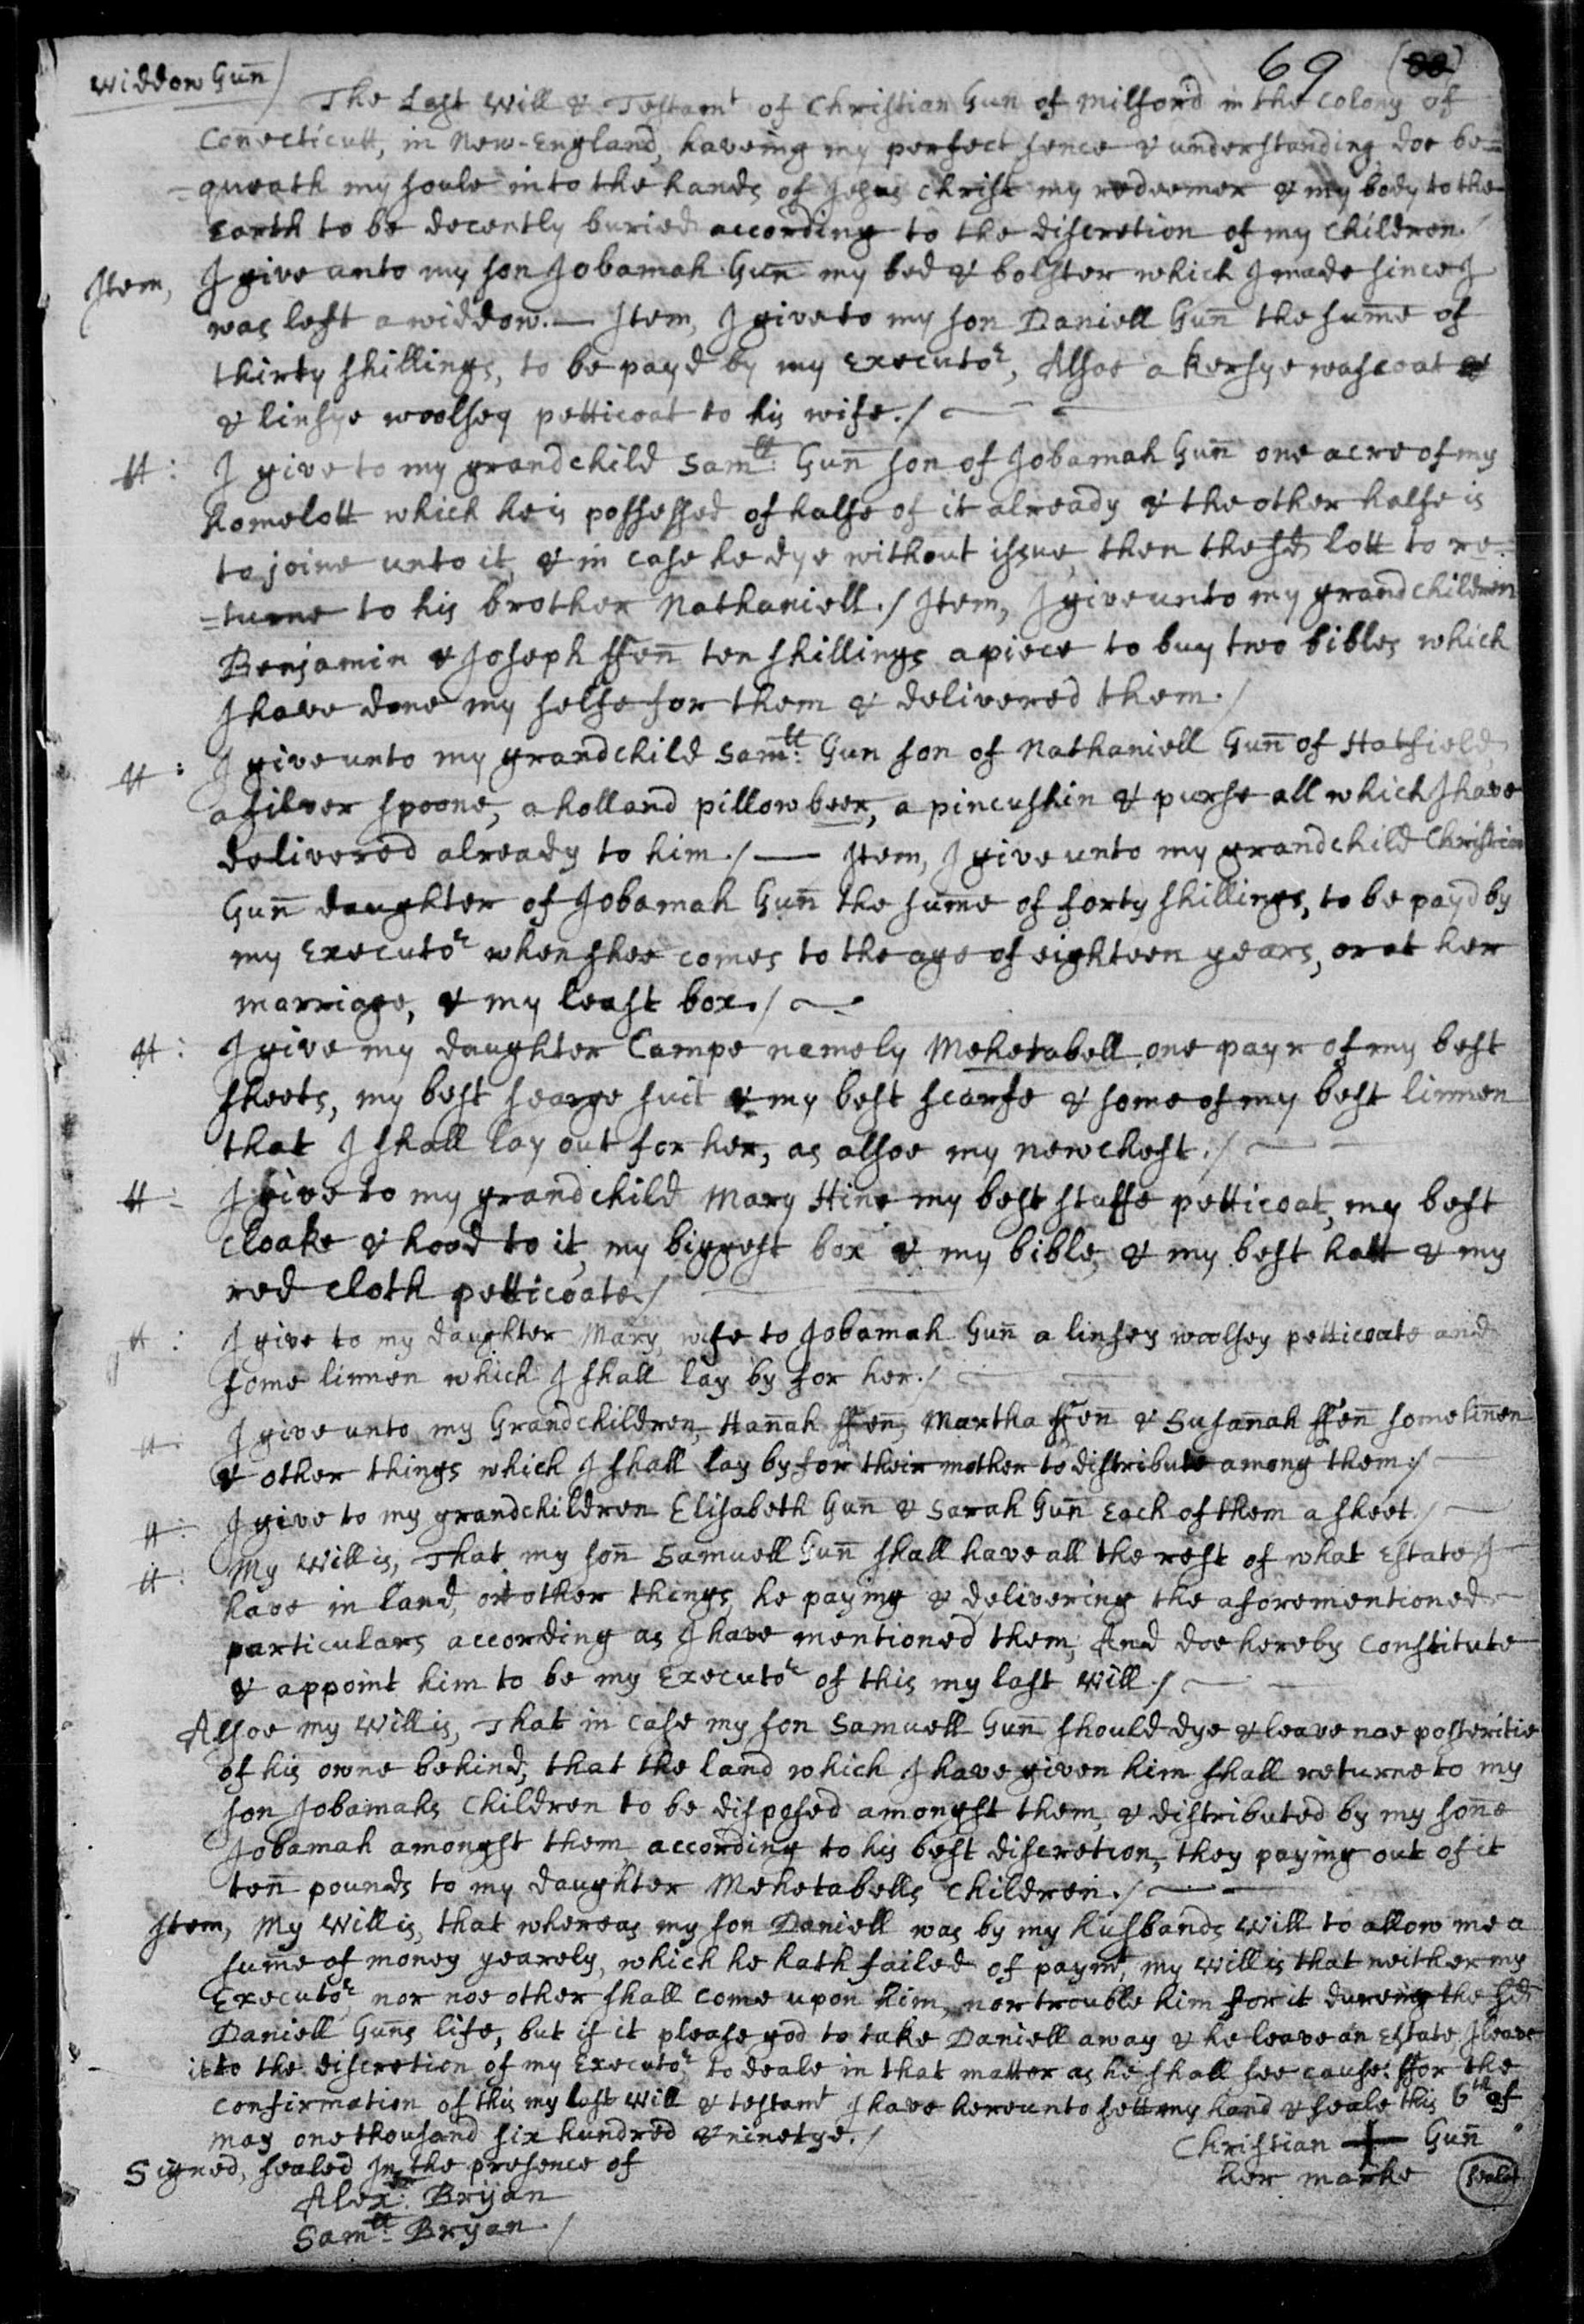 Widdow Gun̄/
69 (88)
The Last Will & Testamt of Christian Gun of Milford in the Colony of
Conecticutt, in New-England, haveing my perfect sence & understanding doe be=
=queath my soule into the hands of Jesus Christ my redeemer & my body to the
Earth to be decently buried according to the discretion of my Children./
Item, I give unto my son Jobamah Gun̄ my bed & bolster which I made since I
was left a widdow.— Item, I give to my son Daniell Gun̄ the sum̄e of
thirty shillings, to be payd by my Executor, Alsoe a kersye wascoat &
& linsye woolsey petticoat to his wife./
It: I give to my grandchild Samll: Gun̄ son of Jobamah Gun̄ one acre of my
homelott which he is possessed of halfe of it already & the other halfe is
to joine unto it, & in case he dye without issue, then the sd lott to re=
=turne to his brother Nathaniell./ Item, I give unto my grandchildren
Benjamin & Joseph ffen̄ ten shillings apiece to buy two bibles which
I have done my selfe for them & delivered them./
It: I give unto my grandchild Samll: Gun son of Nathaniell Gun̄ of Hatfield,
a silver spoone, a holland pillowbeer, a pincushin & purse all which I have
delivered already to him./— Item, I give unto my grandchild Christian
Gun̄ daughter of Jobamah Gun̄ the sum̄e of forty shillings, to be payd by
my Executor when shee comes to the age of eighteen years, or at her
marriage, & my least box./
It: I give my daughter Campe namely Mehetabell one payr of my best
sheets, my best searge suit & my best scarfe & some of my best linnen
that I shall lay out for her, as alsoe my new chest./
It: I give to my grandchild Mary Hine my best stuffe petticoat, my best
cloake & hood to it, my biggest box & my bible, & my best hatt & my
red cloth petticoate./
It: I give to my daughter Mary, wife to Jobamah Gun̄ a linsey woolsey petticoate and
some linnen which I shall lay by for her./
It: I give unto my Grandchildren, Han̄ah ffen̄, Martha ffen̄ & Susan̄ah ffen̄ some lin̄en
& other things which I shall lay by for their mother to distribute among them./
It: I give to my grandchildren Elisabeth Gun̄ & Sarah Gun̄ Each of them a sheet./
It: My Will is, That my son̄ Samuell Gun̄ shall have all the rest of what Estate I
have in land, or other things, he paying & delivering the aforementioned
particulars according as I have mentioned them, And doe hereby Constitute
& appoint him to be my Executor of this my last Will./
Alsoe my Will is, That in case my son Samuell Gun̄ should dye & leave noe posteritie
of his owne behind, that the land which I have given him shall returne to my
son Jobamahs Children to be disposed amongst them, & distributed by my son̄e
Jobamah amongst them according to his best discretion, they paying out of it
ten̄ pounds to my daughter Mehetabells Children./
Item, My Will is, that whereas my son Daniell was by my husbands Will to allow me a
sum̄e of money yearely, which he hath failed of paymt, my Will is that neither my
Executor nor noe other shall come upon him, nor trouble him for it dureing the sd
Daniell Guns life, but if it please god to take Daniell away & he leave an Estate, I leave
it to the discretion of my Executor to deale in that matter as he shall see cause: ffor the
confirmation of this my last Will & testamt I have hereunto sett my hand & seale this 6th of
may one thousand six hundred & ninetye./
Christian + Gun̄
her marke (seale)
Signed, sealed In the presence of
Alexr: Bryan
Samll: Bryan./